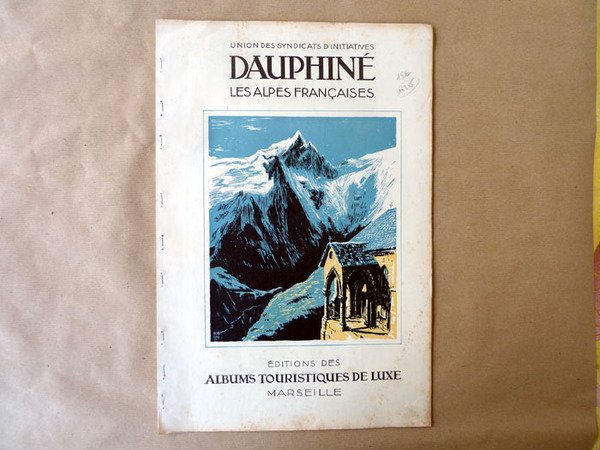 UNION DES SYNDICATS D'INITIATIVES
DAUPHINÉ
LES ALPES FRANÇAISES
ÉDITIONS DES
ALBUMS TOURISTIQUES DE LUXE
MARSEILLE